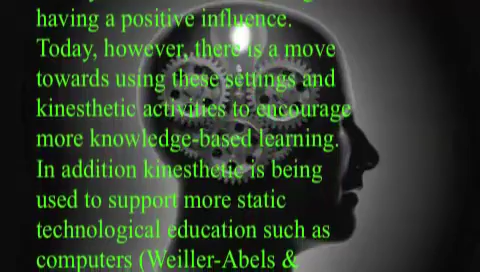 having a positive influence.
Today, however, there is a move
towards using these settings and
kinesthetic activities to encourage
more knowledge-based learning.
In addition kinesthetic is being
used to support more static
technological education such as
computers (Weiller-Abels &